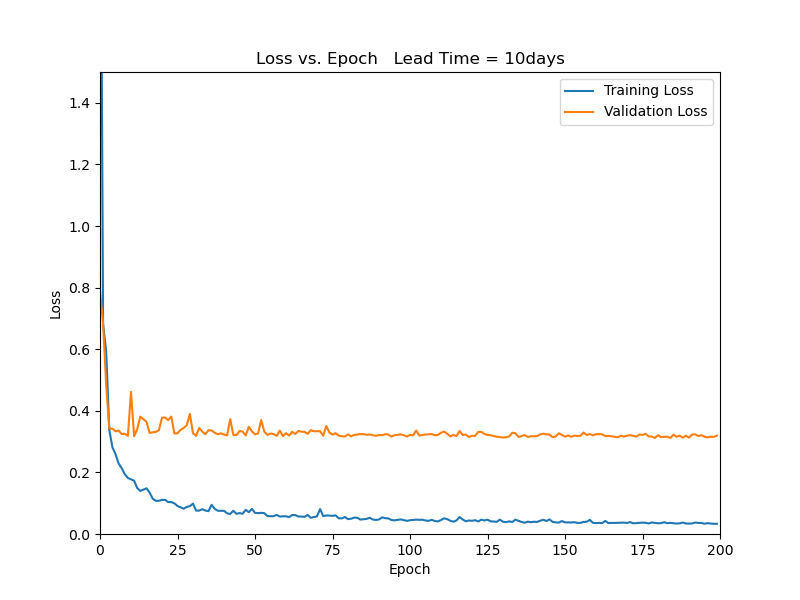 Loss vs. Epoch   Lead Time = 10days
Training Loss
Validation Loss
1.4
1.2
1.0
0.8
0.6
0.4
0.2
0.0
Loss
0 25 50 75 100 125 150 175 200
Epoch